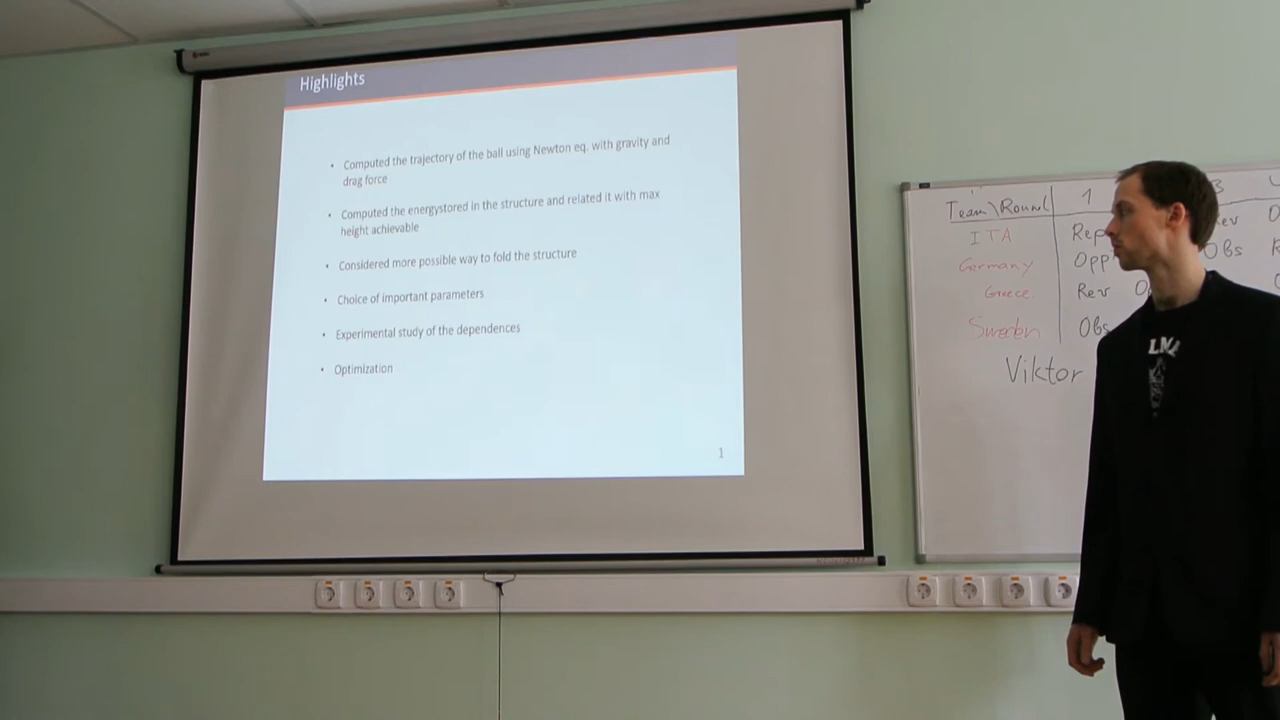 Highlights
• Computed the trajectory of the ball using Newton eq. with gravity and
drag force
• Computed the energystored in the structure and related it with max
height achievable
• Considered more possible way to fold the structure
• Choice of important parameters
• Experimental study of the dependences
• Optimization
1
Team\Round 1 3
ITA Rep
Germany Opp Obs
Greece Rev
Sweden Obs
Viktor